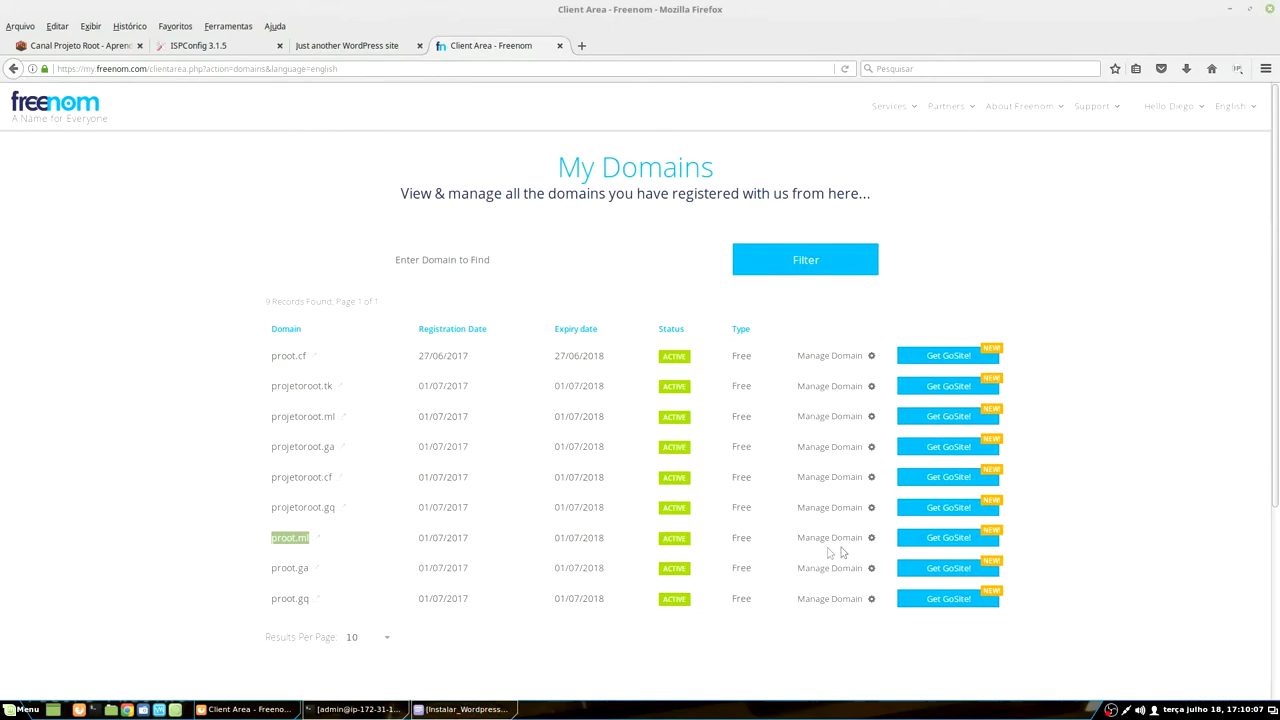 Client Area - Freenom - Mozilla Firefox
Arquivo Editar Exibir Histórico Favoritos Ferramentas Ajuda
Canal Projeto Root - Apren ISPConfig 3.1.5 Just another WordPress site Client Area - Freenom
https://my.freenom.com/clientarea.php?action=domains&language=english Pesquisar
freenom
A Name for Everyone
Services Partners About Freenom Support Hello Diego English
My Domains
View & manage all the domains you have registered with us from here...
Enter Domain to Find Filter
9 Records Found, Page 1 of 1
Domain Registration Date Expiry date Status Type
proot.cf 27/06/2017 27/06/2018 ACTIVE Free Manage Domain Get GoSite! NEW!
projetoroot.tk 01/07/2017 01/07/2018 ACTIVE Free Manage Domain Get GoSite! NEW!
projetoroot.ml 01/07/2017 01/07/2018 ACTIVE Free Manage Domain Get GoSite! NEW!
projetoroot.ga 01/07/2017 01/07/2018 ACTIVE Free Manage Domain Get GoSite! NEW!
projetoroot.cf 01/07/2017 01/07/2018 ACTIVE Free Manage Domain Get GoSite! NEW!
projetoroot.gq 01/07/2017 01/07/2018 ACTIVE Free Manage Domain Get GoSite! NEW!
proot.ml 01/07/2017 01/07/2018 ACTIVE Free Manage Domain Get GoSite! NEW!
proot.ga 01/07/2017 01/07/2018 ACTIVE Free Manage Domain Get GoSite! NEW!
proot.gq 01/07/2017 01/07/2018 ACTIVE Free Manage Domain Get GoSite! NEW!
Results Per Page: 10
Menu Client Area - Freeno... [admin@ip-172-31-1... [Instalar_Wordpress... terça julho 18, 17:10:07